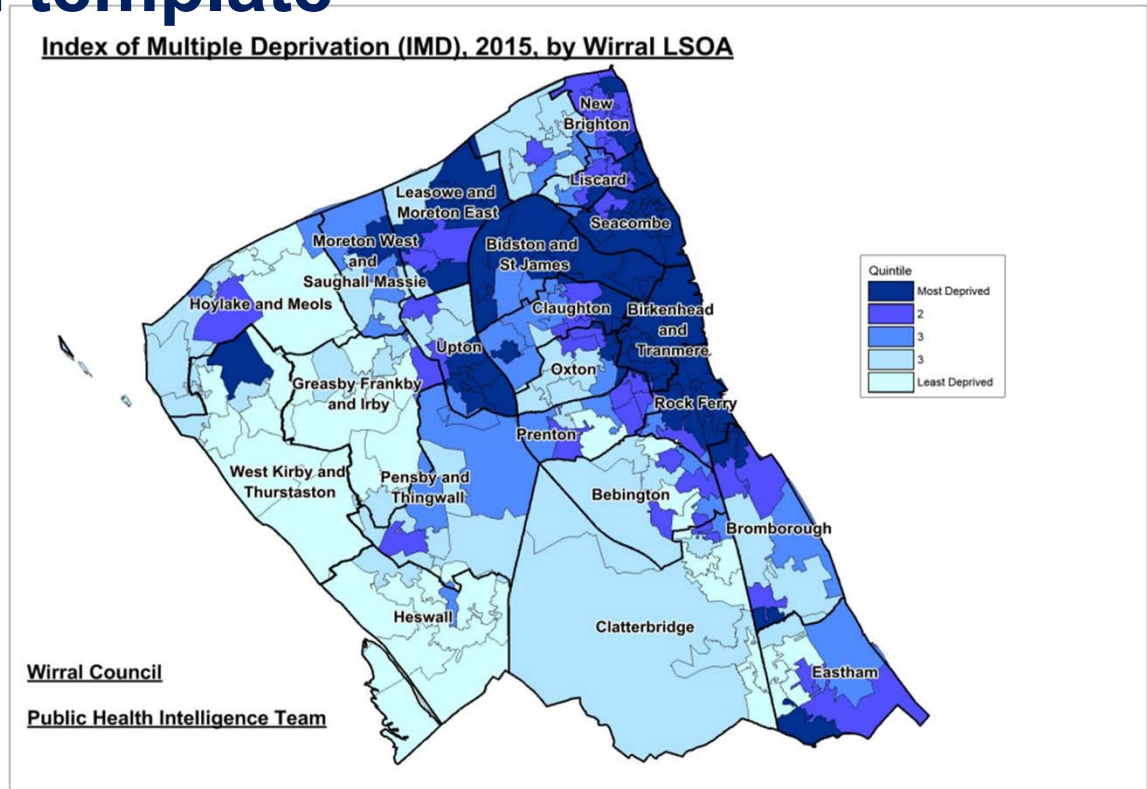 template
Index of Multiple Deprivation (IMD), 2015, by Wirral LSOA
New
Brighton
Liscard
Leasowe and
Moreton East
Seacombe
Moreton West
and
Saughall Massie
Bidston and
St James
Hoylake and Meols
Claughton
Birkenhead
and
Tranmere
Upton
Oxton
Greasby Frankby
and Irby
Rock Ferry
Prenton
West Kirby and
Thurstaston
Pensby and
Thingwall
Bebington
Bromborough
Heswall
Clatterbridge
Eastham
Quintile
Most Deprived
2
3
3
Least Deprived
Wirral Council
Public Health Intelligence Team